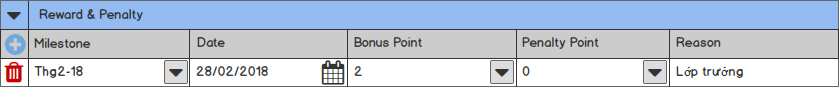 Reward & Penalty
Milestone Date Bonus Point Penalty Point Reason
Thg2-18 28/02/2018 2 0 Lớp trưởng